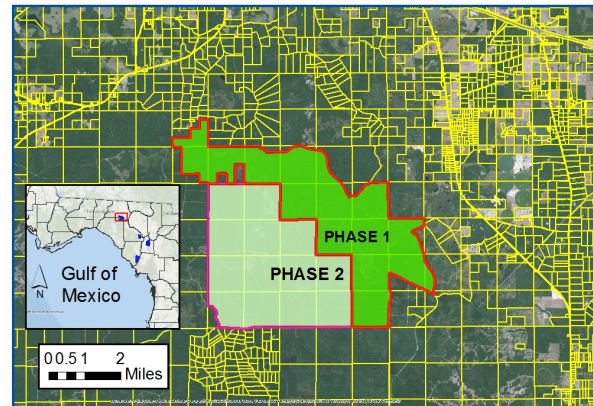 PHASE 1
PHASE 2
Gulf of
Mexico
N
0 0.5 1 2
Miles